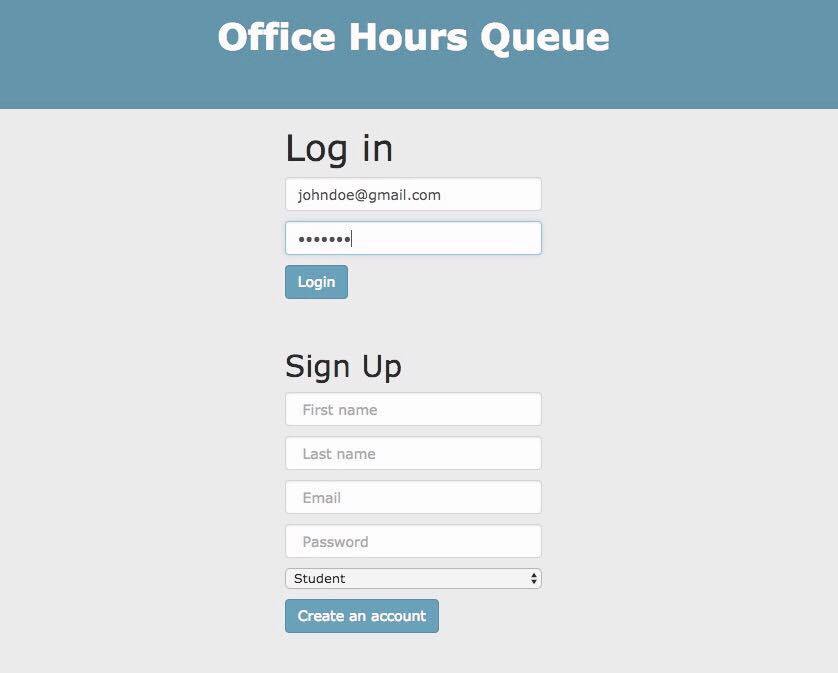 Office Hours Queue
Log in
johndoe@gmail.com
•••••••
Login
Sign Up
First name
Last name
Email
Password
Student
Create an account